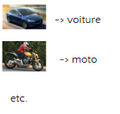 ~> voiture
~> moto
etc.